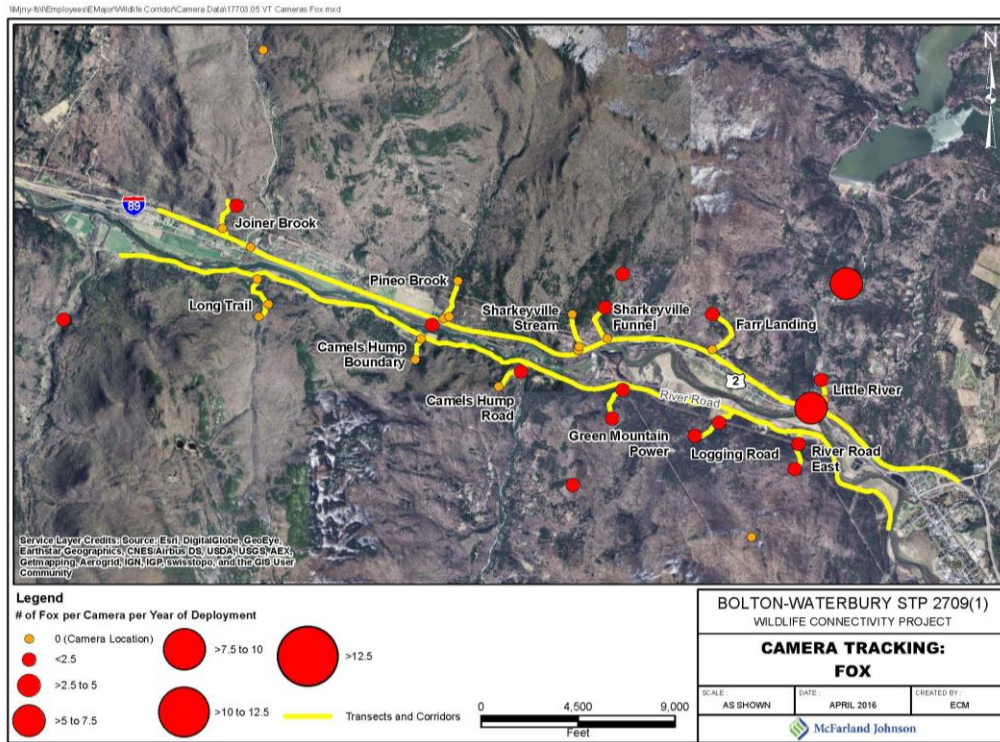 \\Mjny-fs\I\Employees\EMajor\Wildlife Corridor\Camera Data\17703.05 VT Cameras Fox.mxd
N
89
Joiner Brook
Pineo Brook
Long Trail
Sharkeyville
Stream
Sharkeyville
Funnel
Farr Landing
Camels Hump
Boundary
2
Little River
Camels Hump
Road
River Road
Green Mountain
Power
Logging Road
River Road
East
Service Layer Credits: Source: Esri, DigitalGlobe, GeoEye,
Earthstar Geographics, CNES/Airbus DS, USDA, USGS, AEX,
Getmapping, Aerogrid, IGN, IGP, swisstopo, and the GIS User
Community
Legend
# of Fox per Camera per Year of Deployment
0 (Camera Location)
<2.5
>2.5 to 5
>5 to 7.5
>7.5 to 10
>10 to 12.5
>12.5
Transects and Corridors
0 4,500 9,000
Feet
BOLTON-WATERBURY STP 2709(1)
WILDLIFE CONNECTIVITY PROJECT
CAMERA TRACKING:
FOX
SCALE: DATE: CREATED BY:
AS SHOWN APRIL 2016 ECM
McFarland Johnson